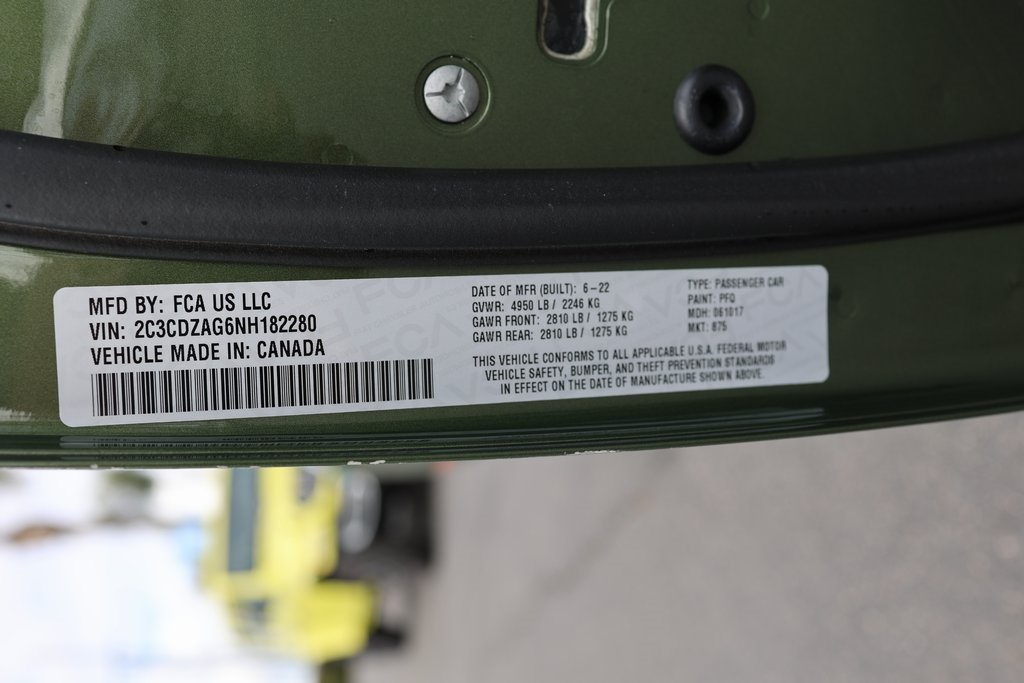 MFD BY: FCA US LLC
VIN: 2C3CDZAG6NH182280
VEHICLE MADE IN: CANADA
DATE OF MFR (BUILT): 6-22
GVWR: 4950 LB / 2246 KG
GAWR FRONT: 2810 LB / 1275 KG
GAWR REAR: 2810 LB / 1275 KG
TYPE: PASSENGER CAR
PAINT: PFQ
MDH: 061017
MKT: 875
THIS VEHICLE CONFORMS TO ALL APPLICABLE U.S.A. FEDERAL MOTOR
VEHICLE SAFETY, BUMPER, AND THEFT PREVENTION STANDARDS
IN EFFECT ON THE DATE OF MANUFACTURE SHOWN ABOVE.